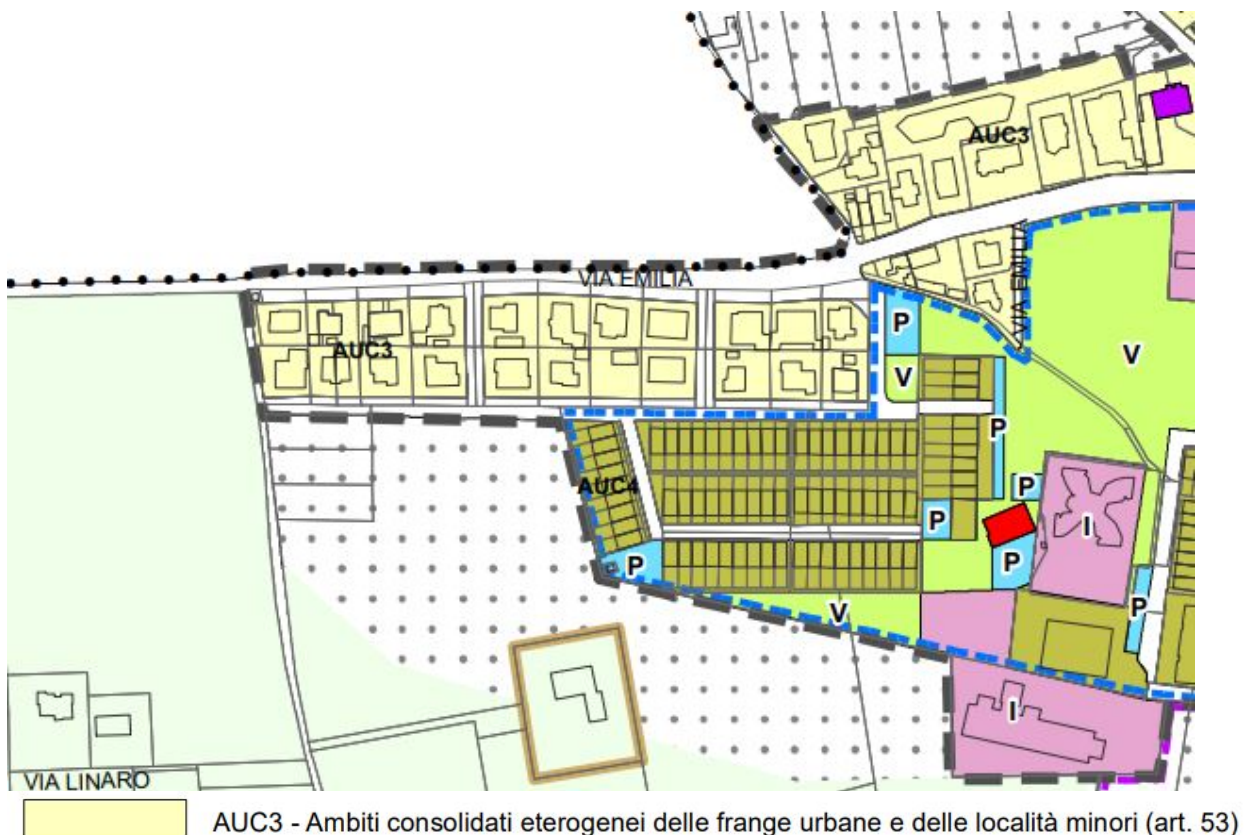 AUC3
VIA EMILIA
VIA EMILIA
P
V
AUC3
V
P
AUC4
P
P
I
P
P
P
V
I
VIA LINARO
AUC3 - Ambiti consolidati eterogenei delle frange urbane e delle località minori (art. 53)